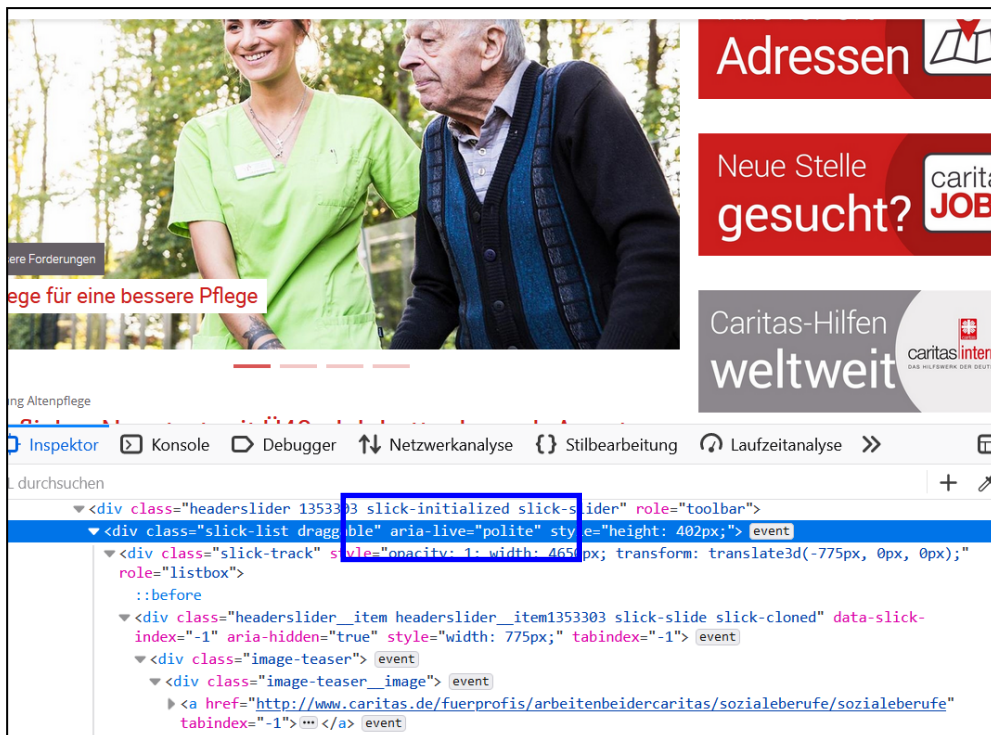 Adressen
Neue Stelle
gesucht?
JOB
ere Forderungen
ege für eine bessere Pflege
Caritas-Hilfen
weltweit
caritas
DAS HILFSWERK DER
ng Altenpflege
Inspektor Konsole Debugger Netzwerkanalyse Stilbearbeitung Laufzeitanalyse
durchsuchen
<div class="headerslider 1353303 slick-initialized slick-slider" role="toolbar">
<div class="slick-list draggable" aria-live="polite" style="height: 402px;"> event
<div class="slick-track" style="opacity: 1; width: 4650px; transform: translate3d(-775px, 0px, 0px);"
role="listbox">
::before
<div class="headerslider__item headerslider__item1353303 slick-slide slick-cloned" data-slick-
index="-1" aria-hidden="true" style="width: 775px;" tabindex="-1"> event
<div class="image-teaser"> event
<div class="image-teaser__image"> event
<a href="http://www.caritas.de/fuerprofis/arbeitenbeidercaritas/sozialeberufe/sozialeberufe"
tabindex="-1">⋯</a> event